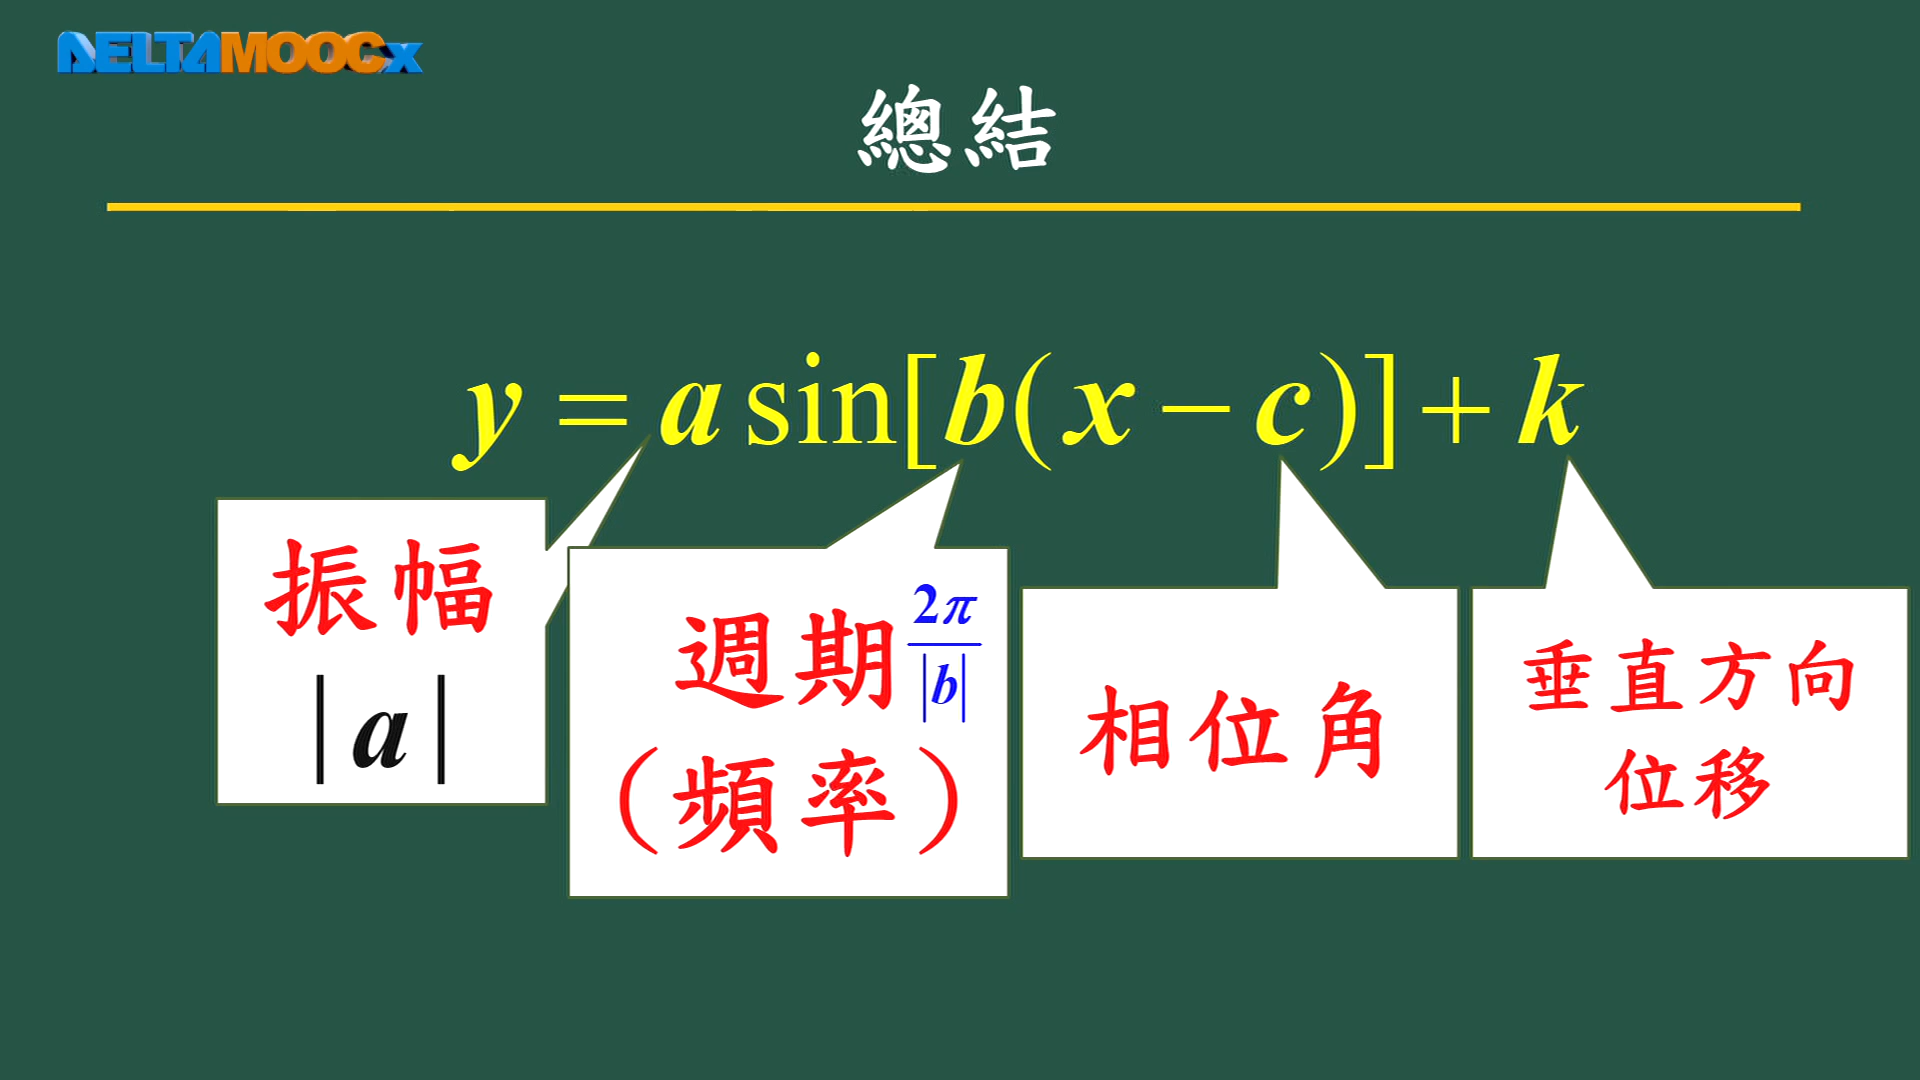 DELTAMOOCx
總結
y = a sin[b(x − c)] + k
振幅
|a|
週期 2π/|b|
(頻率)
相位角
垂直方向
位移